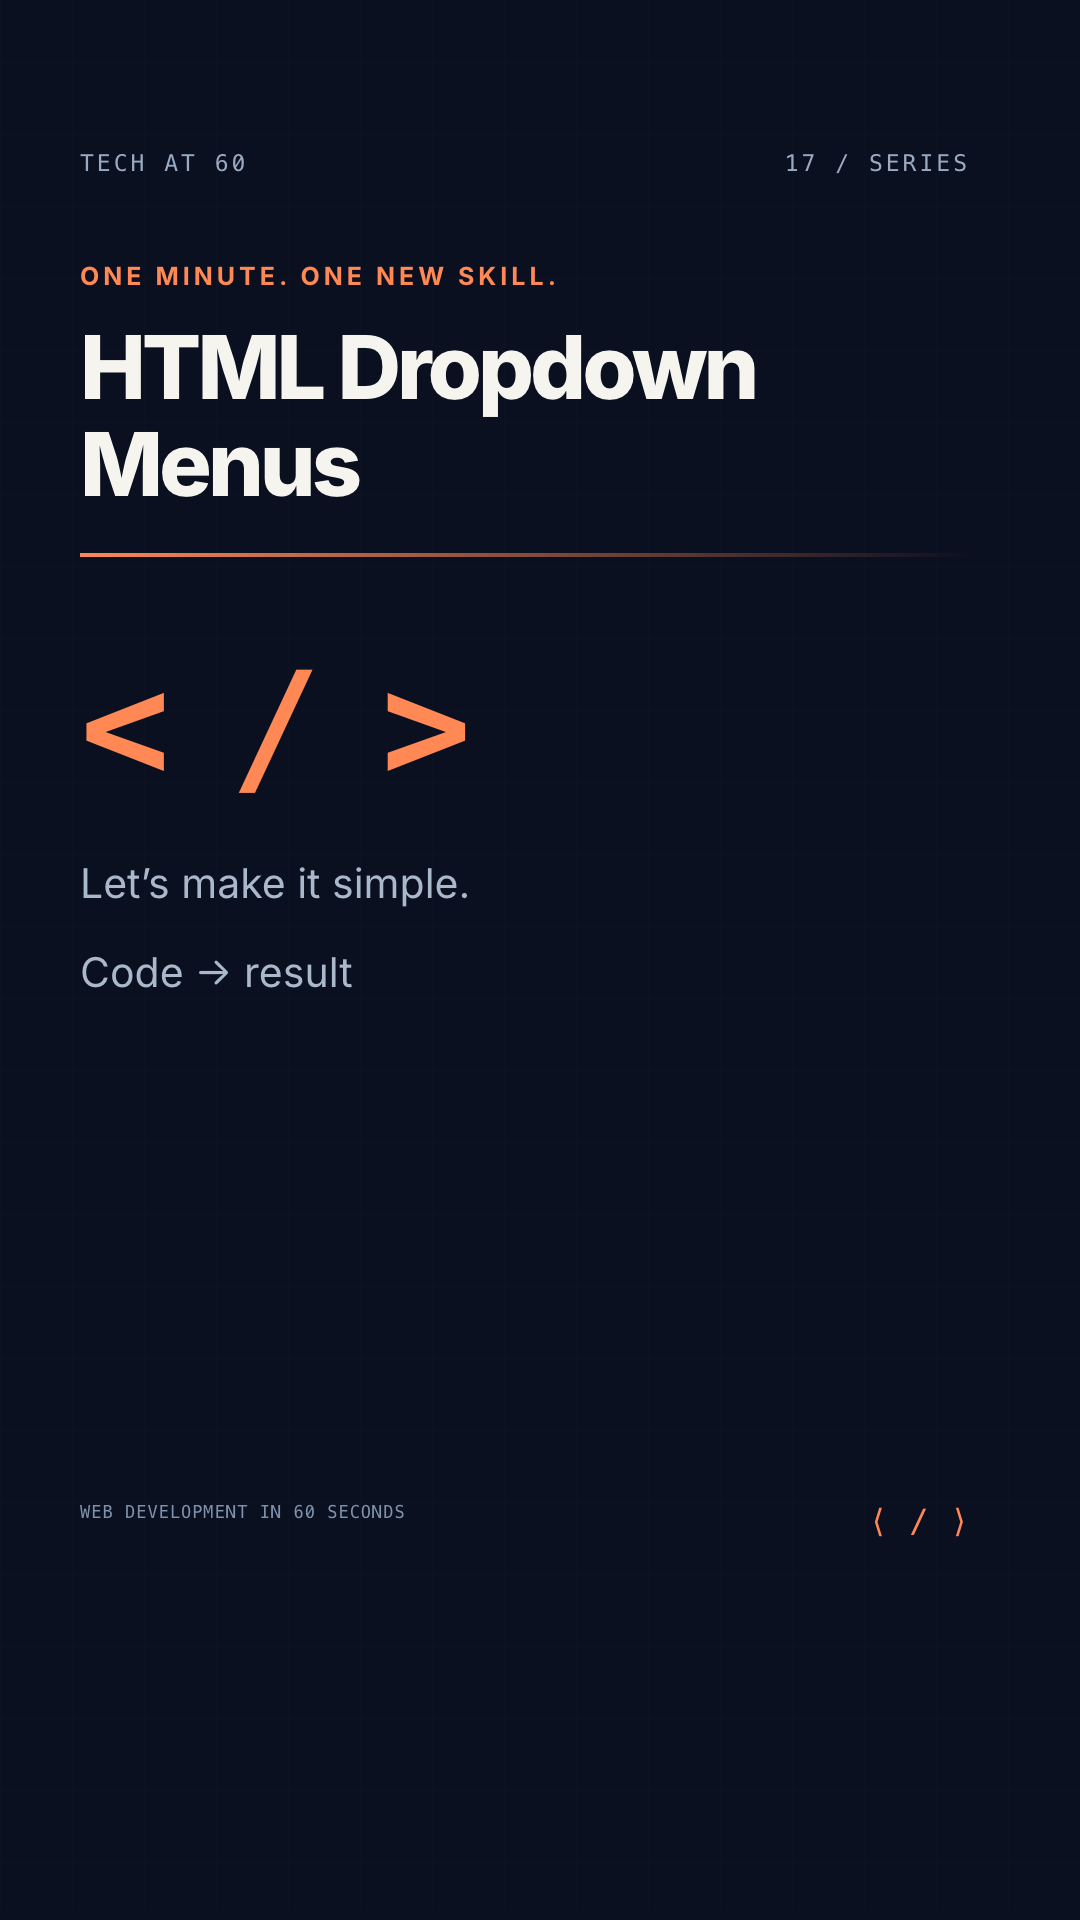 TECH AT 60
17 / SERIES
ONE MINUTE. ONE NEW SKILL.
HTML Dropdown
Menus
< / >
Let’s make it simple.
Code → result
WEB DEVELOPMENT IN 60 SECONDS
⟨ / ⟩